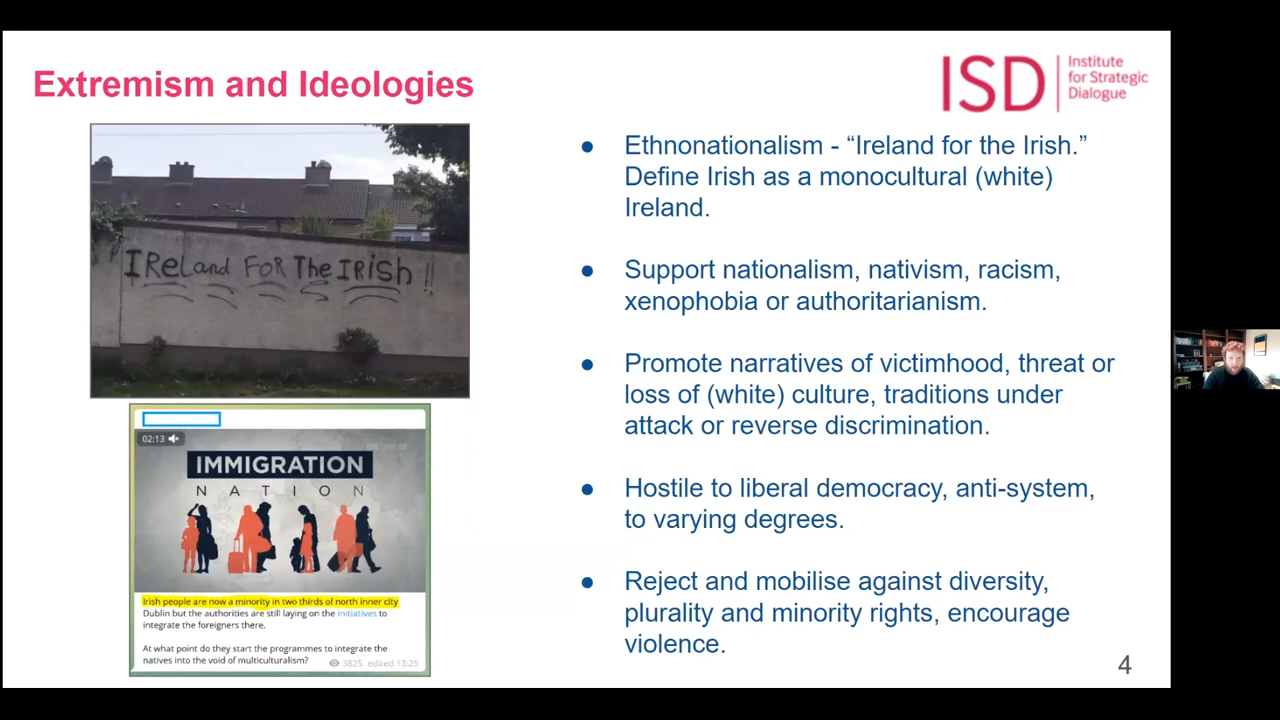 Extremism and Ideologies
ISD
Institute
for Strategic
Dialogue
IRELand FOR The IRISh !!
02:13
IMMIGRATION
NATION
Irish people are now a minority in two thirds of north inner city
Dublin but the authorities are still laying on the initiatives to
integrate the foreigners there.
At what point do they start the programmes to integrate the
natives into the void of multiculturalism?
3825 edited 13:25
● Ethnonationalism - “Ireland for the Irish.”
Define Irish as a monocultural (white)
Ireland.
● Support nationalism, nativism, racism,
xenophobia or authoritarianism.
● Promote narratives of victimhood, threat or
loss of (white) culture, traditions under
attack or reverse discrimination.
● Hostile to liberal democracy, anti-system,
to varying degrees.
● Reject and mobilise against diversity,
plurality and minority rights, encourage
violence.
4